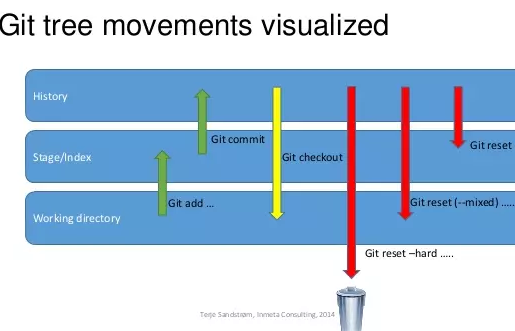 Git tree movements visualized
History
Git commit
Git checkout
Git reset
Stage/Index
Git add ...
Git reset (--mixed) .....
Working directory
Git reset –hard .....
Terje Sandstrøm, Inmeta Consulting, 2014